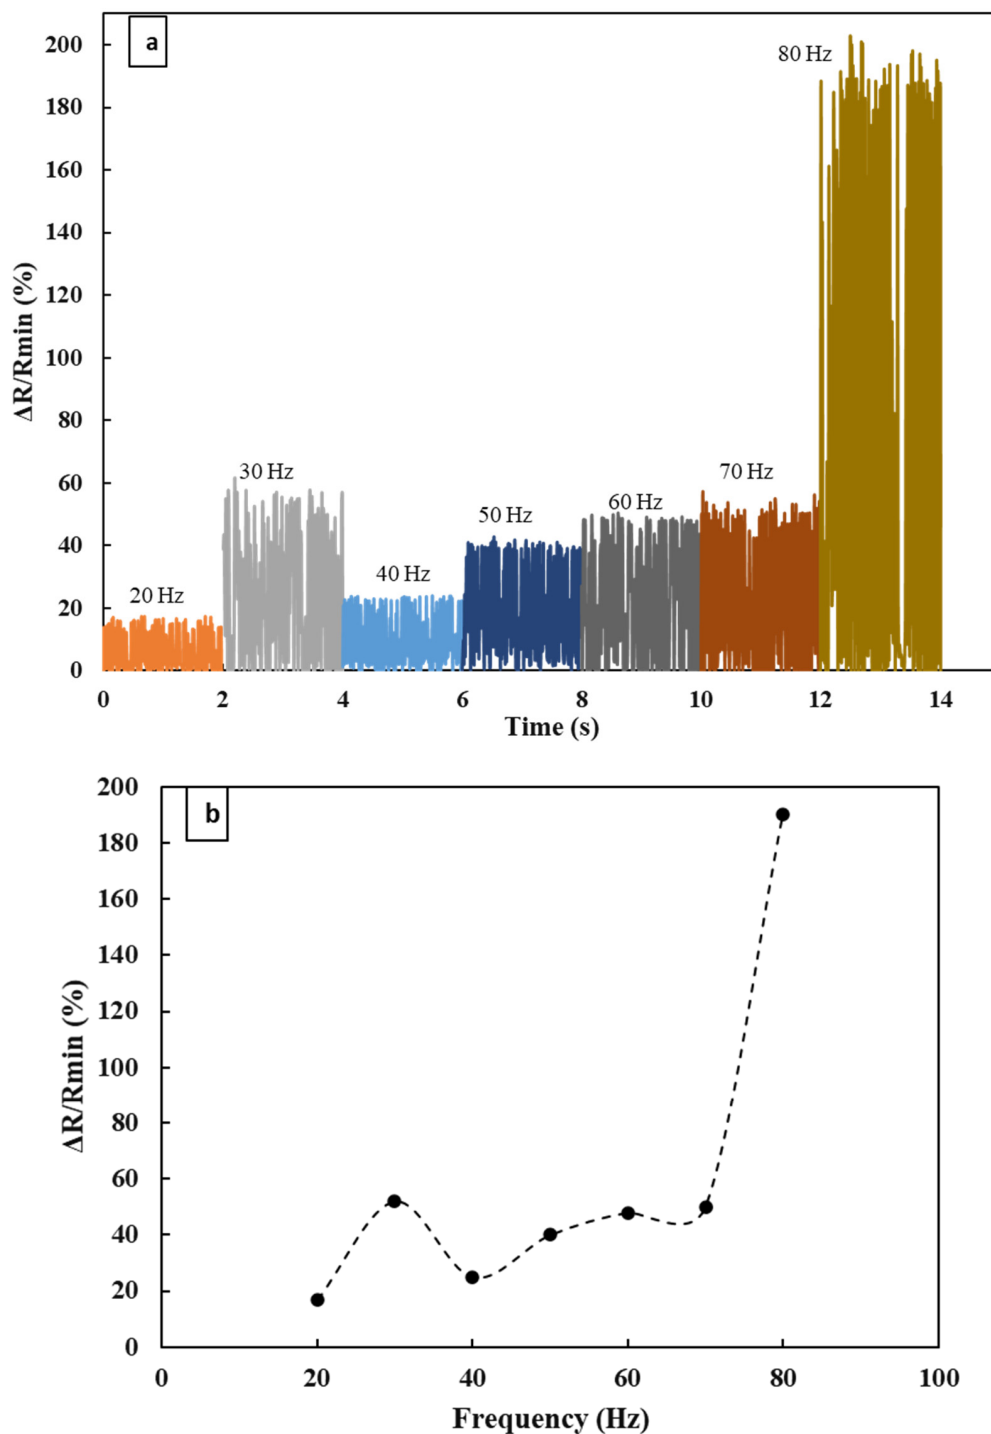 a
200
180
160
140
120
100
80
60
40
20
0
ΔR/Rmin (%)
20 Hz
30 Hz
40 Hz
50 Hz
60 Hz
70 Hz
80 Hz
0 2 4 6 8 10 12 14
Time (s)
b
200
180
160
140
120
100
80
60
40
20
0
ΔR/Rmin (%)
0 20 40 60 80 100
Frequency (Hz)